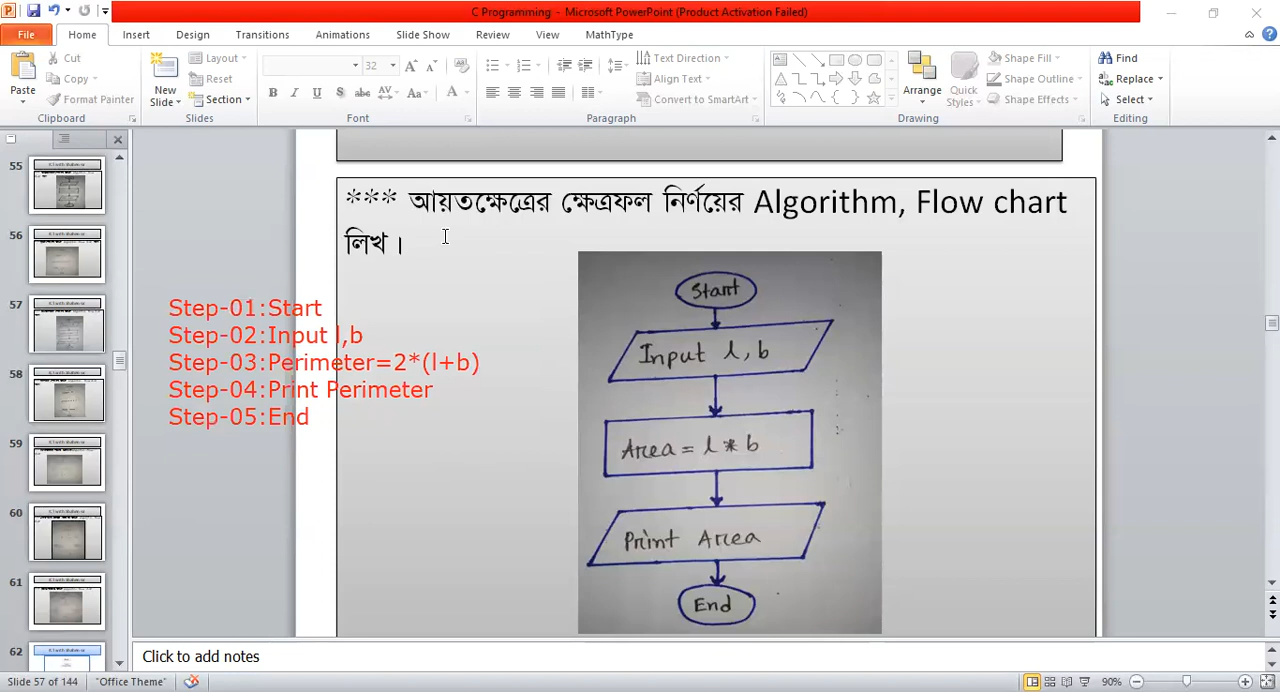 C Programming - Microsoft PowerPoint (Product Activation Failed)
File Home Insert Design Transitions Animations Slide Show Review View MathType
Paste Cut Copy Format Painter
Clipboard
New Slide Layout Reset Section
Slides
32
B I U S abc AV Aa A
Font
Text Direction
Align Text
Convert to SmartArt
Paragraph
Arrange Quick Styles
Shape Fill
Shape Outline
Shape Effects
Drawing
Find
Replace
Select
Editing
55
56
57
58
59
60
61
62
*** আয়তক্ষেত্রের ক্ষেত্রফল নির্ণয়ের Algorithm, Flow chart
লিখ।
Step-01:Start
Step-02:Input l,b
Step-03:Perimeter=2*(l+b)
Step-04:Print Perimeter
Step-05:End
Start
Input l, b
Area = l * b
Print Area
End
Click to add notes
Slide 57 of 144 "Office Theme" 90%